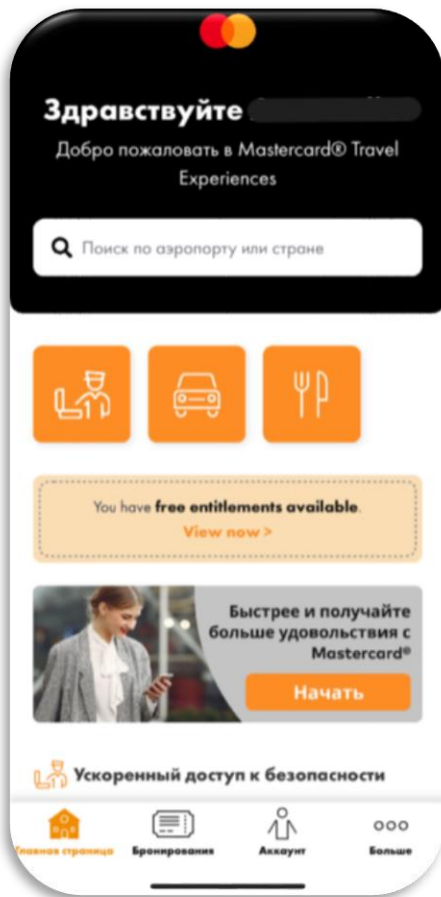 Здравствуйте
Добро пожаловать в Mastercard® Travel
Experiences
Поиск по аэропорту или стране
You have free entitlements available.
View now >
Быстрее и получайте
больше удовольствия с
Mastercard®
Начать
Ускоренный доступ к безопасности
Главная страница Бронирования Аккаунт Больше